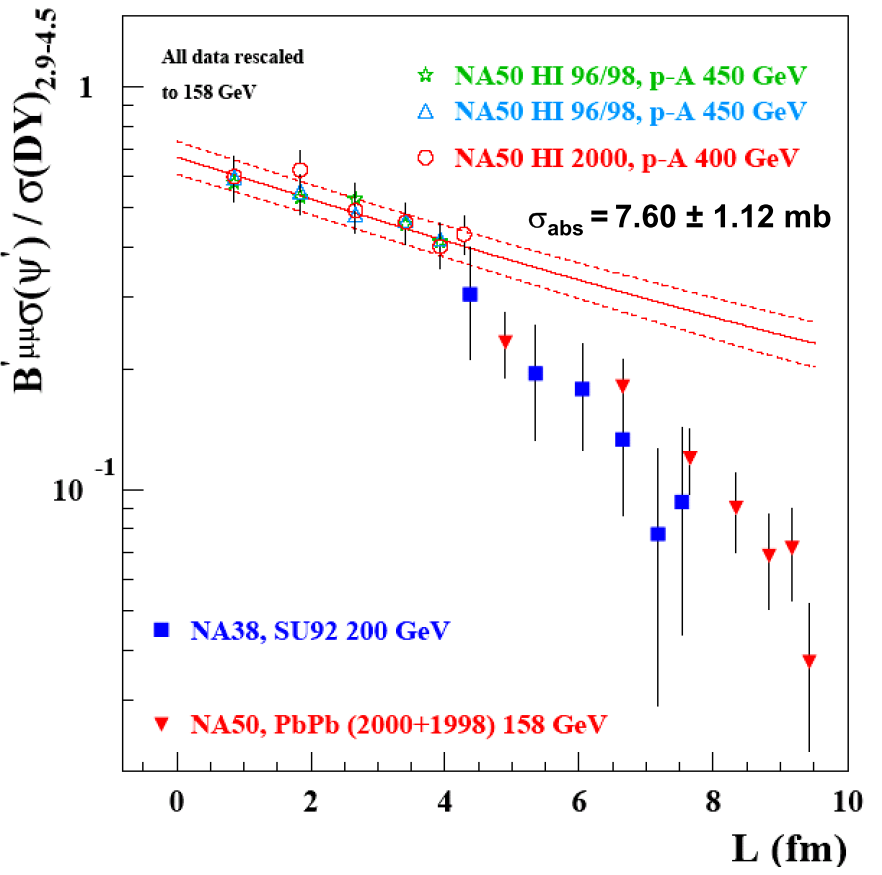 B'μμσ(ψ') / σ(DY)2.9-4.5
All data rescaled
to 158 GeV
NA50 HI 96/98, p-A 450 GeV
NA50 HI 96/98, p-A 450 GeV
NA50 HI 2000, p-A 400 GeV
σabs = 7.60 ± 1.12 mb
1
10 -1
NA38, SU92 200 GeV
NA50, PbPb (2000+1998) 158 GeV
0 2 4 6 8 10
L (fm)